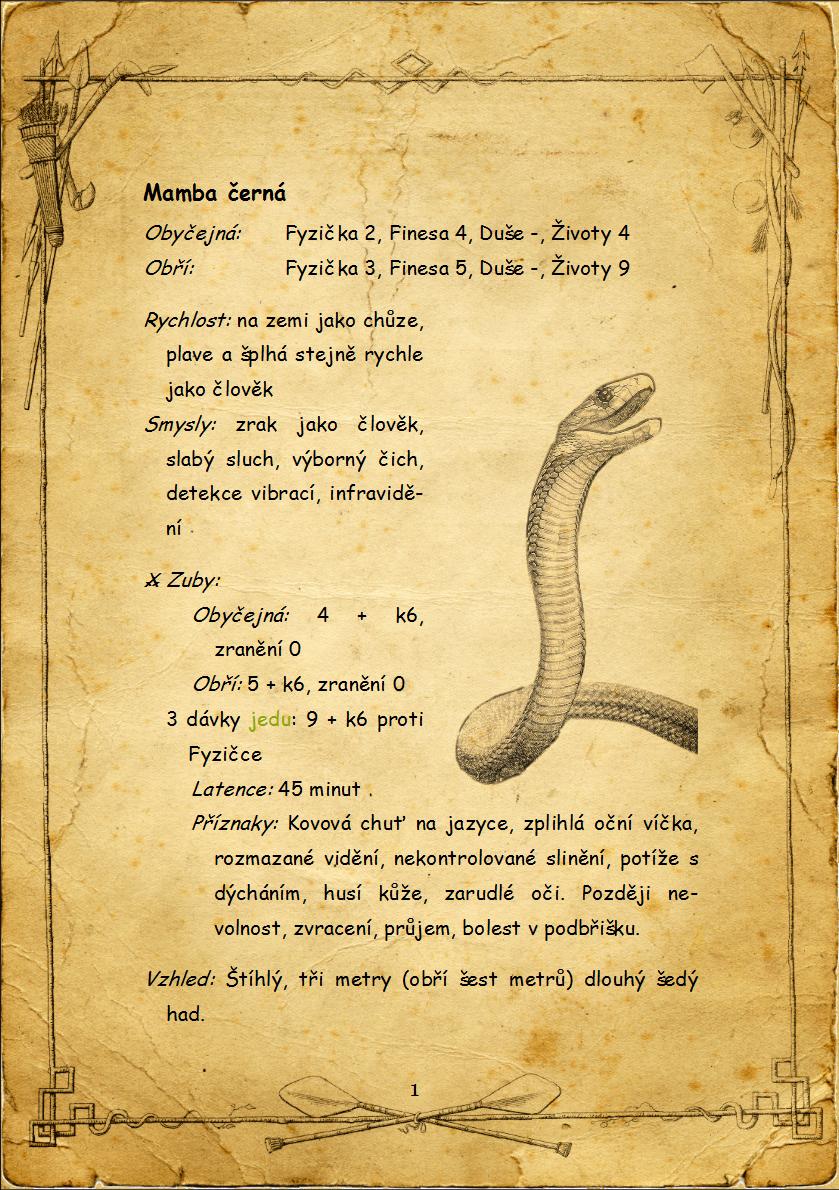 Mamba černá
Obyčejná: Fyzička 2, Finesa 4, Duše -, Životy 4
Obří: Fyzička 3, Finesa 5, Duše -, Životy 9
Rychlost: na zemi jako chůze,
plave a šplhá stejně rychle
jako člověk
Smysly: zrak jako člověk,
slabý sluch, výborný čich,
detekce vibrací, infravidě-
ní
X Zuby:
Obyčejná: 4 + k6,
zranění 0
Obří: 5 + k6, zranění 0
3 dávky jedu: 9 + k6 proti
Fyzičce
Latence: 45 minut .
Příznaky: Kovová chuť na jazyce, zplihlá oční víčka,
rozmazané vidění, nekontrolované slinění, potíže s
dýcháním, husí kůže, zarudlé oči. Později ne-
volnost, zvracení, průjem, bolest v podbřišku.
Vzhled: Štíhlý, tři metry (obří šest metrů) dlouhý šedý
had.
1